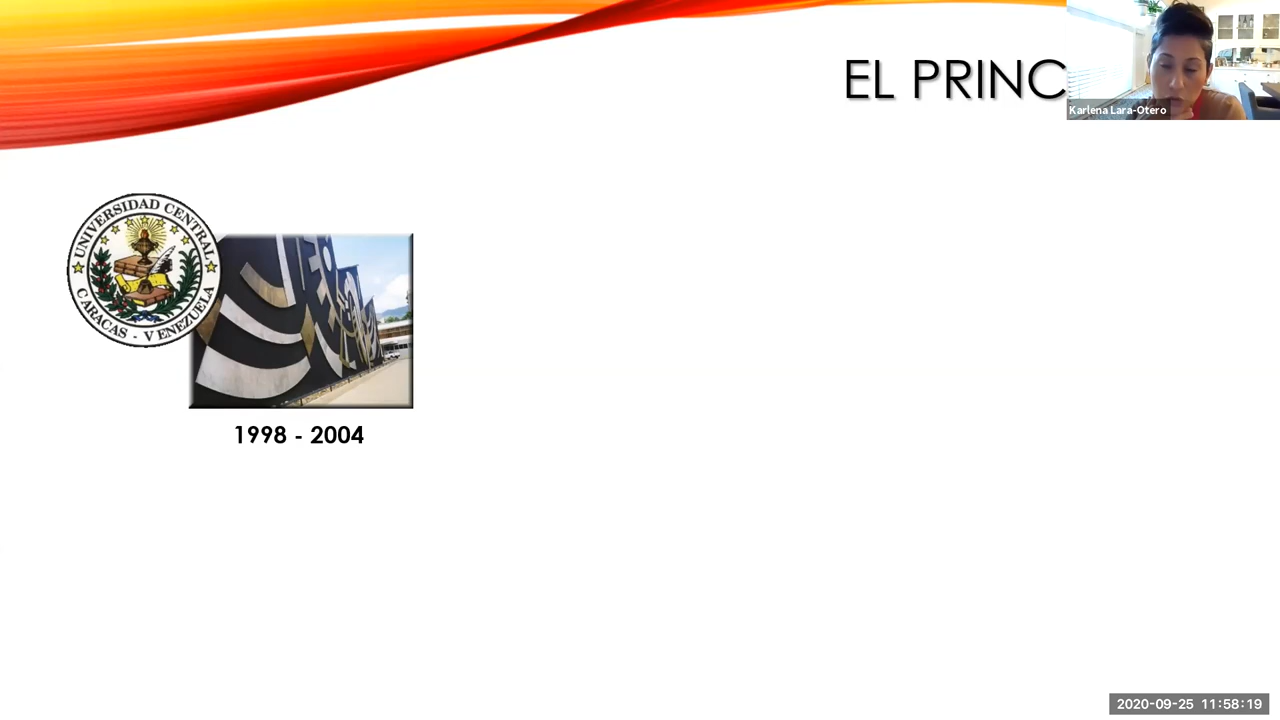 EL PRINC
Karlena Lara-Otero
UNIVERSIDAD CENTRAL
CARACAS - VENEZUELA
1998 - 2004
2020-09-25 11:58:19